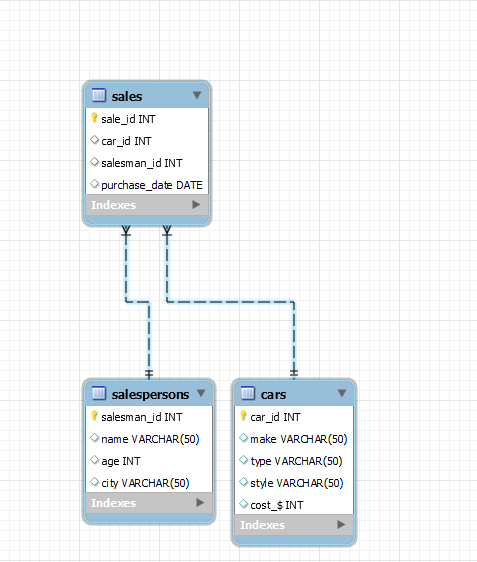 sales
sale_id INT
car_id INT
salesman_id INT
purchase_date DATE
Indexes
salespersons
salesman_id INT
name VARCHAR(50)
age INT
city VARCHAR(50)
Indexes
cars
car_id INT
make VARCHAR(50)
type VARCHAR(50)
style VARCHAR(50)
cost_$ INT
Indexes